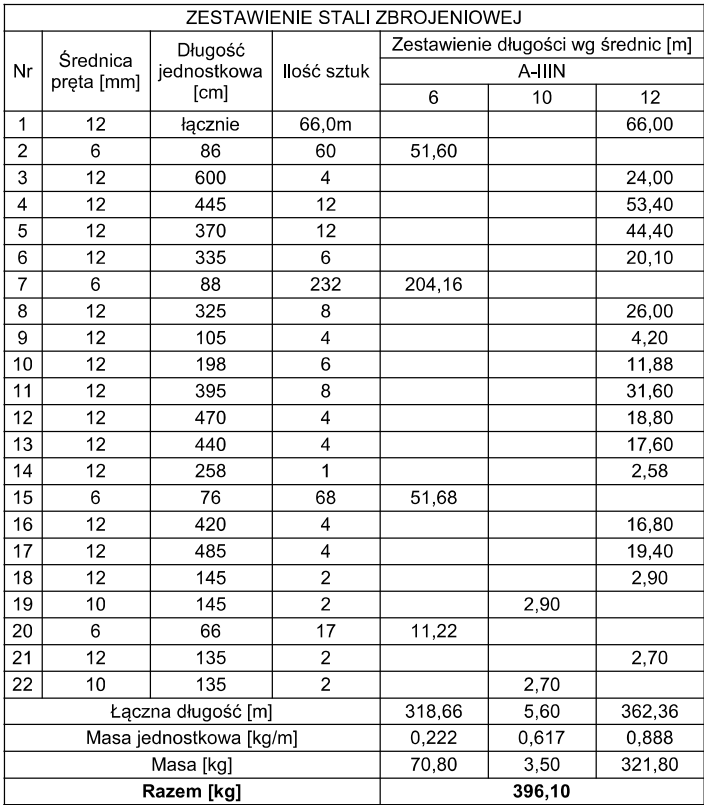 ZESTAWIENIE STALI ZBROJENIOWEJ
Nr Średnica pręta [mm] Długość jednostkowa [cm] Ilość sztuk Zestawienie długości wg średnic [m]
A-IIIN
6 10 12
1 12 łącznie 66,0m 66,00
2 6 86 60 51,60
3 12 600 4 24,00
4 12 445 12 53,40
5 12 370 12 44,40
6 12 335 6 20,10
7 6 88 232 204,16
8 12 325 8 26,00
9 12 105 4 4,20
10 12 198 6 11,88
11 12 395 8 31,60
12 12 470 4 18,80
13 12 440 4 17,60
14 12 258 1 2,58
15 6 76 68 51,68
16 12 420 4 16,80
17 12 485 4 19,40
18 12 145 2 2,90
19 10 145 2 2,90
20 6 66 17 11,22
21 12 135 2 2,70
22 10 135 2 2,70
Łączna długość [m] 318,66 5,60 362,36
Masa jednostkowa [kg/m] 0,222 0,617 0,888
Masa [kg] 70,80 3,50 321,80
Razem [kg] 396,10